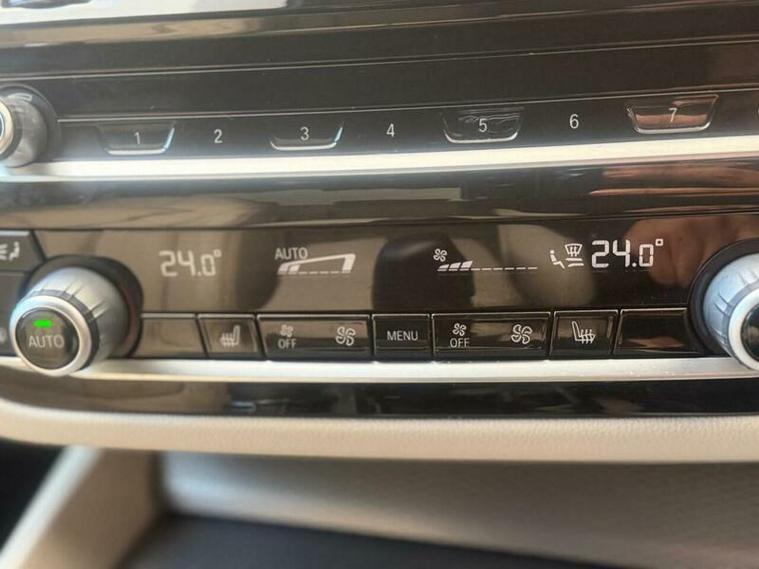 1 2 3 4 5 6 7
24.0° AUTO 24.0°
AUTO OFF MENU OFF